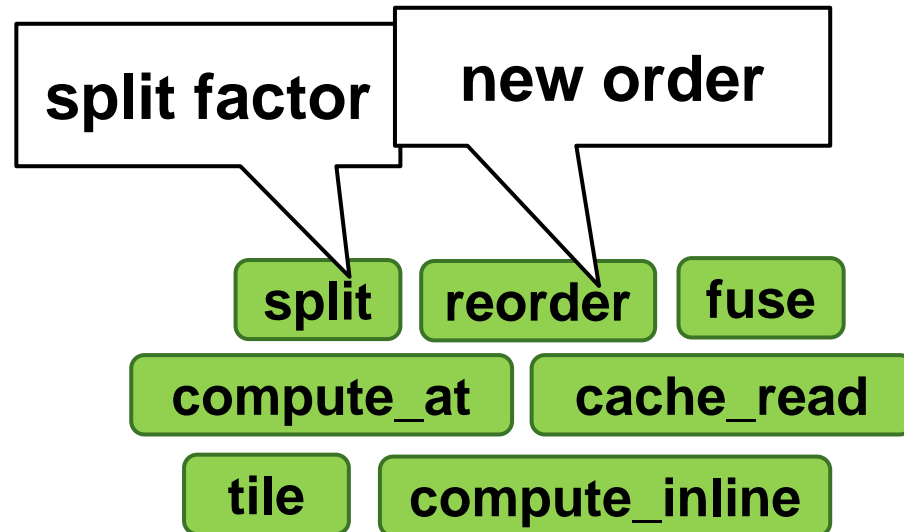 split factor
new order
split
reorder
fuse
compute_at
cache_read
tile
compute_inline